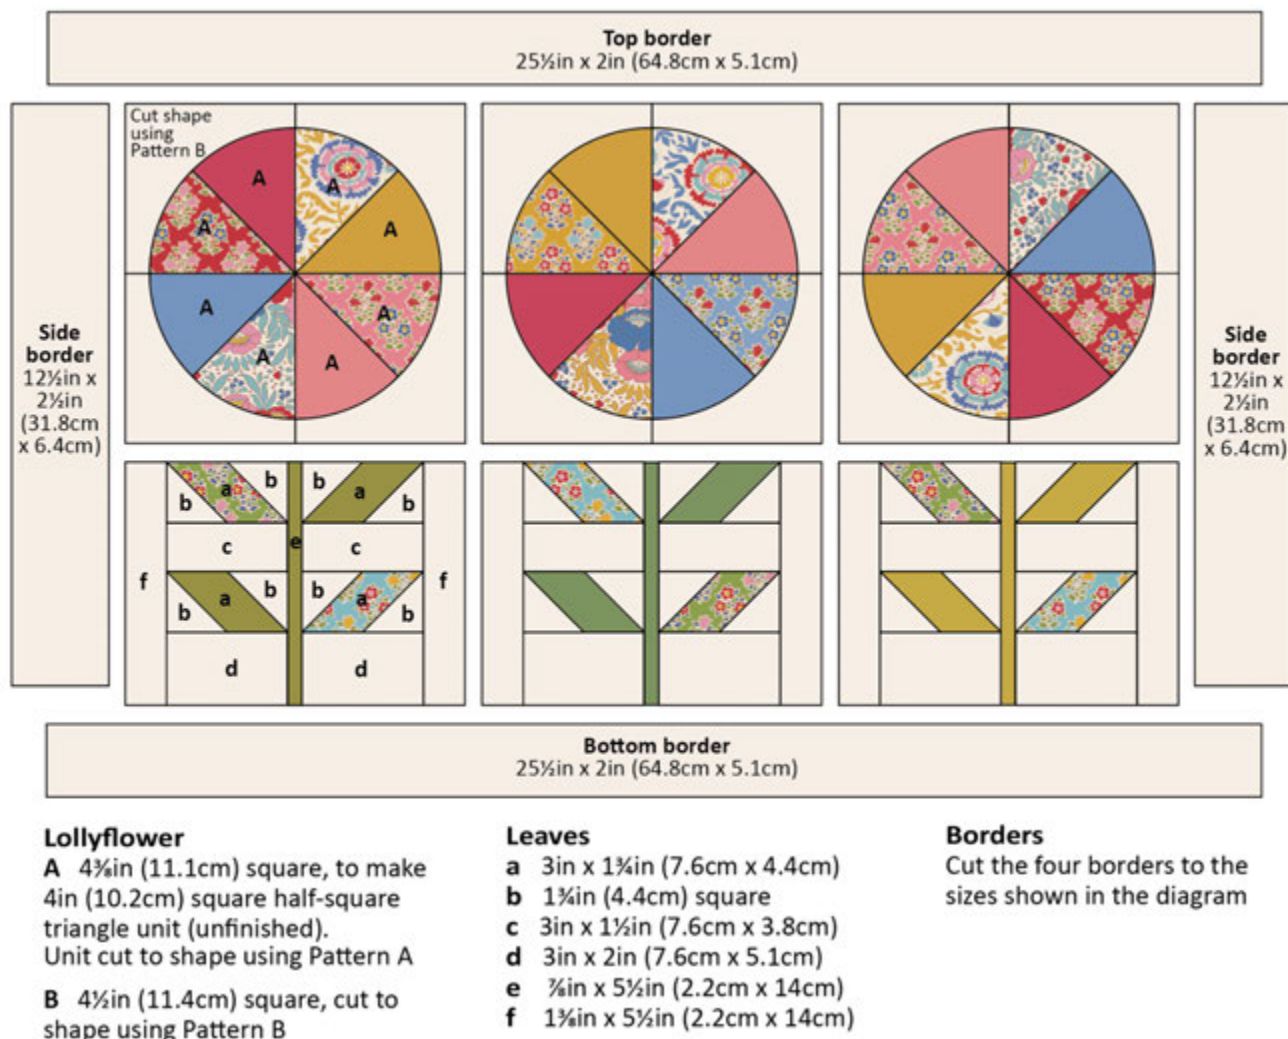 Top border
25½in x 2in (64.8cm x 5.1cm)
Cut shape
using
Pattern B
A
A
A
A
A
A
A
A
Side
border
12½in x
2½in
(31.8cm
x 6.4cm)
Side
border
12½in x
2½in
(31.8cm
x 6.4cm)
b a b b a b
c e c
f f
b a b b a b
d d
Bottom border
25½in x 2in (64.8cm x 5.1cm)
Lollyflower
A 4⅜in (11.1cm) square, to make
4in (10.2cm) square half-square
triangle unit (unfinished).
Unit cut to shape using Pattern A
B 4½in (11.4cm) square, cut to
shape using Pattern B
Leaves
a 3in x 1¾in (7.6cm x 4.4cm)
b 1¾in (4.4cm) square
c 3in x 1½in (7.6cm x 3.8cm)
d 3in x 2in (7.6cm x 5.1cm)
e ⅞in x 5½in (2.2cm x 14cm)
f 1⅜in x 5½in (2.2cm x 14cm)
Borders
Cut the four borders to the
sizes shown in the diagram